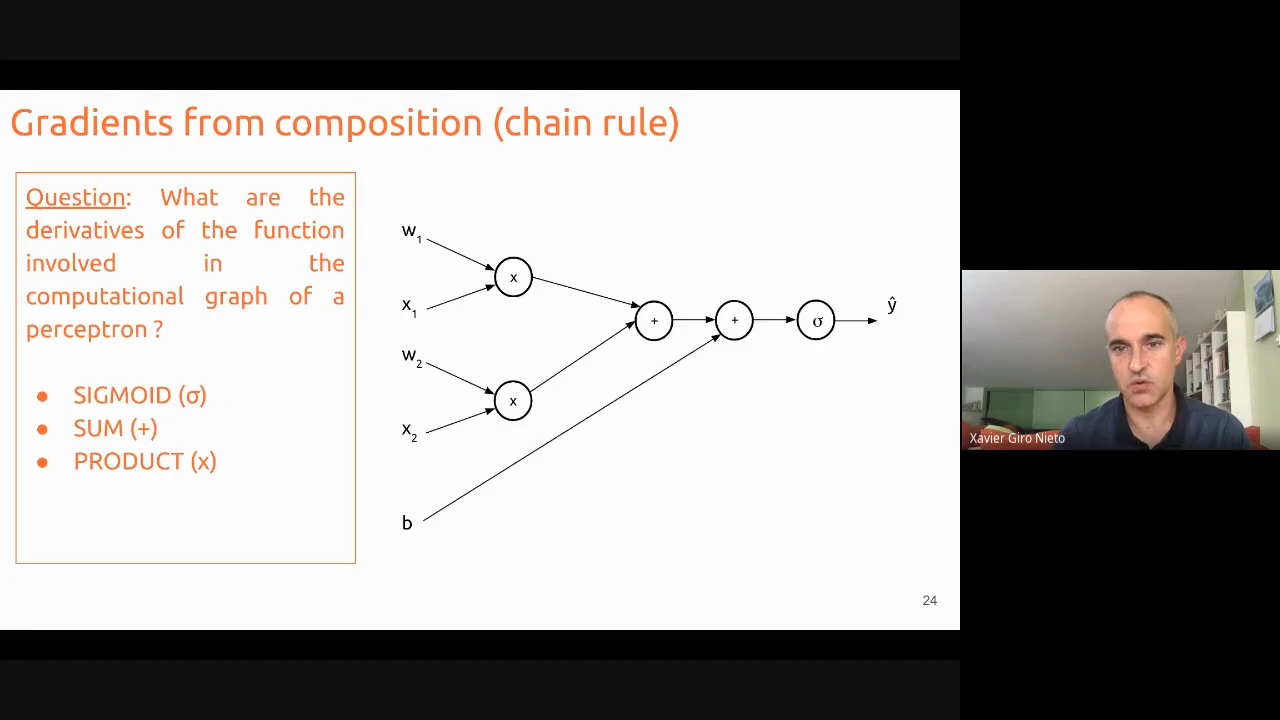 Gradients from composition (chain rule)
Question: What are the
derivatives of the function
involved in the
computational graph of a
perceptron ?
● SIGMOID (σ)
● SUM (+)
● PRODUCT (x)
w1
x
x1
+
+
σ
ŷ
w2
x
x2
b
24
Xavier Giro Nieto